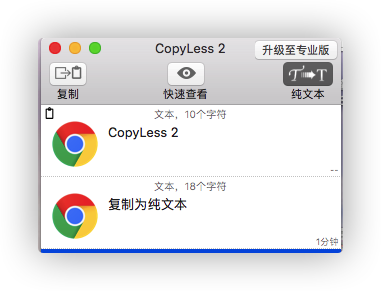 CopyLess 2
升级至专业版
T T
复制
快速查看
纯文本
文本，10个字符
CopyLess 2
--
文本，18个字符
复制为纯文本
1分钟